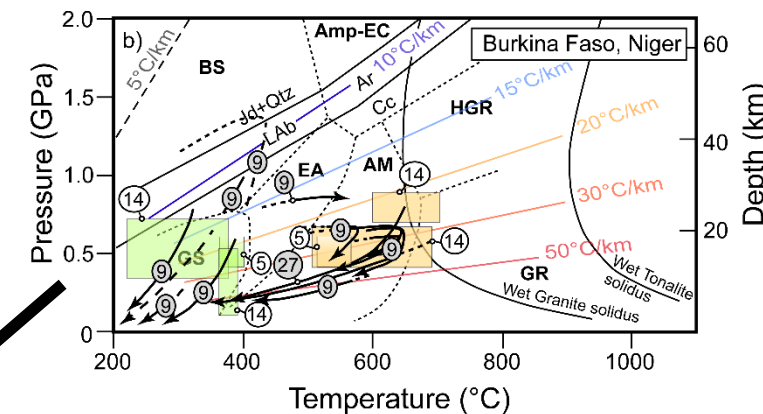 2.0
b)
Amp-EC
Burkina Faso, Niger
60
5°C/km
BS
Ar
10°C/km
Jd+Qtz
15°C/km
1.5
Cc
HGR
20°C/km
LAb
40
9
EA
AM
1.0
14
9
9
14
30°C/km
9
5
14
20
0.5
GS
5
27
9
50°C/km
9
9
9
9
GR
14
Wet Granite solidus
Wet Tonalite
solidus
0
0
200
400
600
800
1000
Pressure (GPa)
Depth (km)
Temperature (°C)